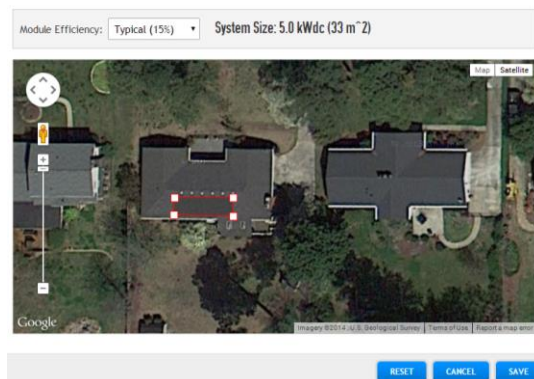 Module Efficiency: Typical (15%) System Size: 5.0 kWdc (33 m^2)
Map Satellite
Google
Imagery ©2014, U.S. Geological Survey Terms of Use Report a map error
RESET CANCEL SAVE